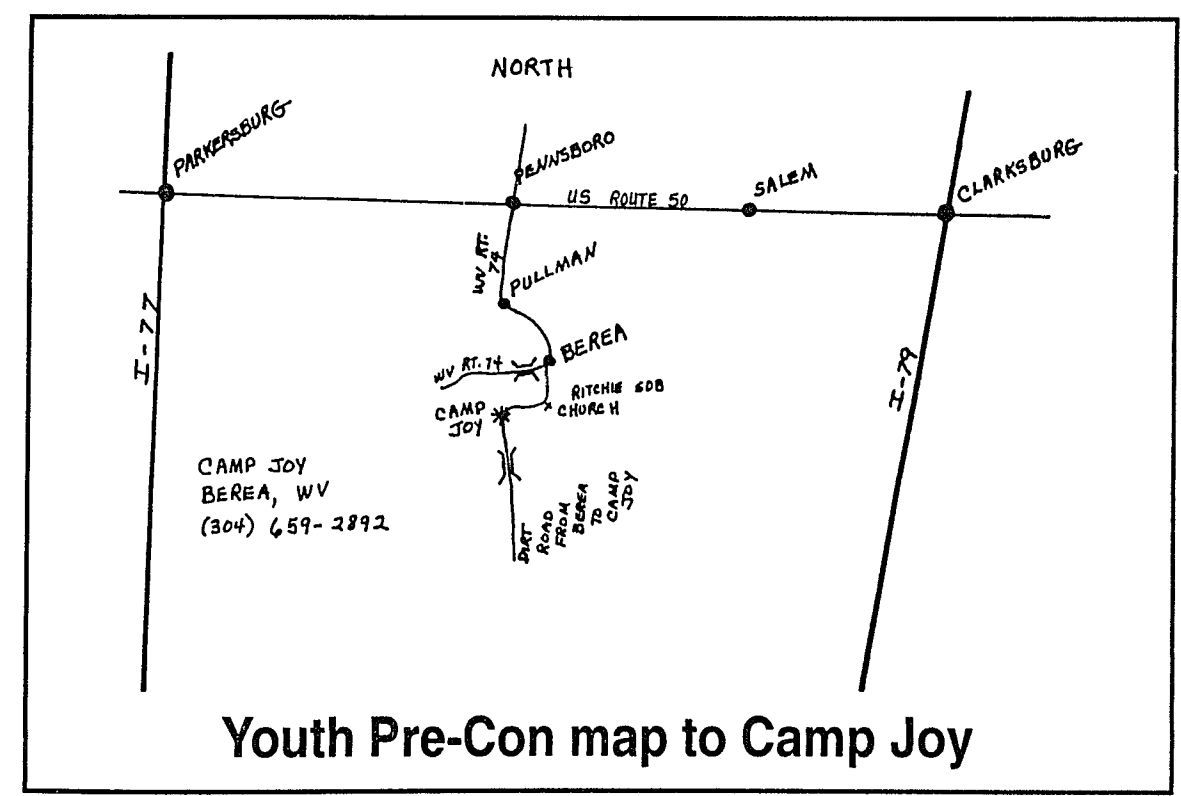 NORTH
PARKERSBURG
PENNSBORO
SALEM
CLARKSBURG
US ROUTE 50
WV RT.
74
PULLMAN
I-77
BEREA
WV RT. 74
I-79
RITCHIE SDB
CHURCH
CAMP
JOY
CAMP JOY
BEREA, WV
(304) 659-2892
DIRT
ROAD
FROM
BEREA
TO
CAMP
JOY
Youth Pre-Con map to Camp Joy